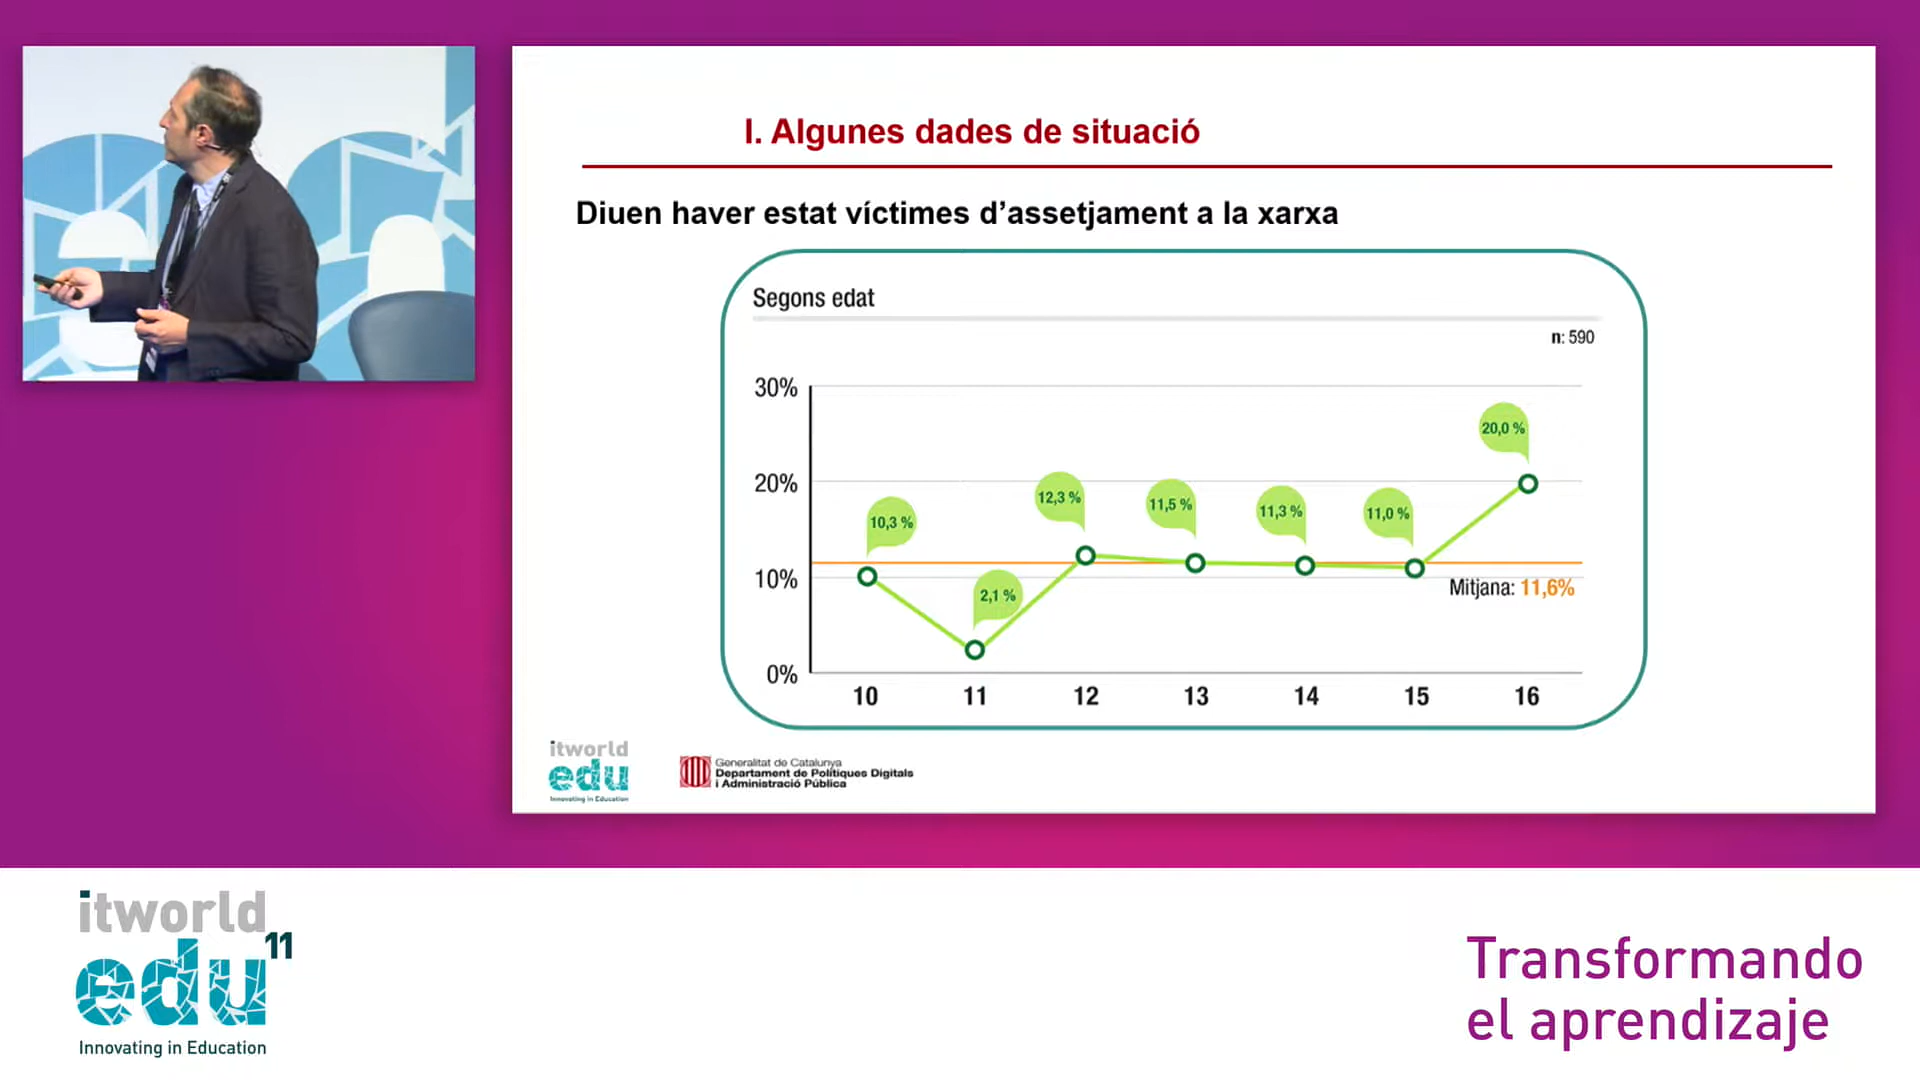 I. Algunes dades de situació
Diuen haver estat víctimes d’assetjament a la xarxa
Segons edat
n: 590
30%
20%
10%
0%
10,3 %
2,1 %
12,3 %
11,5 %
11,3 %
11,0 %
20,0 %
Mitjana: 11,6%
10 11 12 13 14 15 16
itworld
edu
Innovating in Education
Generalitat de Catalunya
Departament de Polítiques Digitals
i Administració Pública
itworld
edu 11
Innovating in Education
Transformando
el aprendizaje